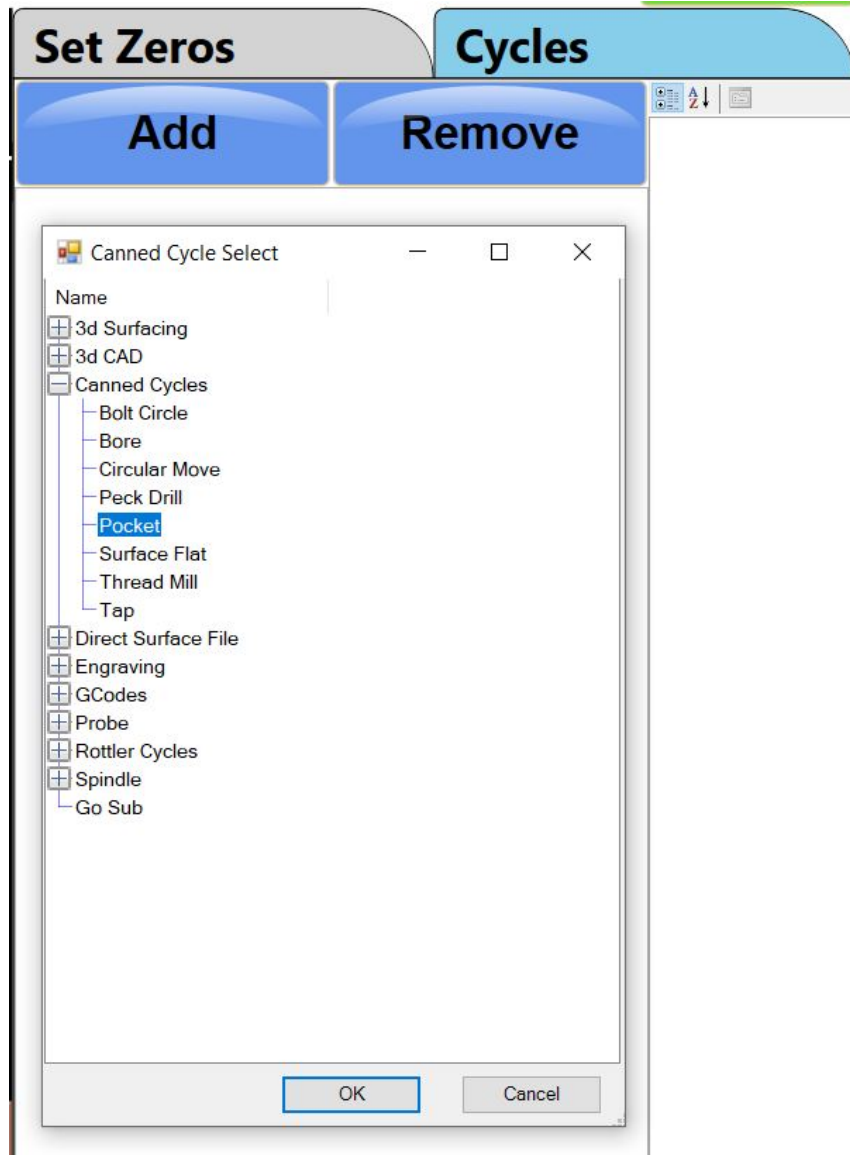 Set Zeros
Cycles
Add
Remove
Canned Cycle Select
Name
3d Surfacing
3d CAD
Canned Cycles
Bolt Circle
Bore
Circular Move
Peck Drill
Pocket
Surface Flat
Thread Mill
Tap
Direct Surface File
Engraving
GCodes
Probe
Rottler Cycles
Spindle
Go Sub
OK
Cancel